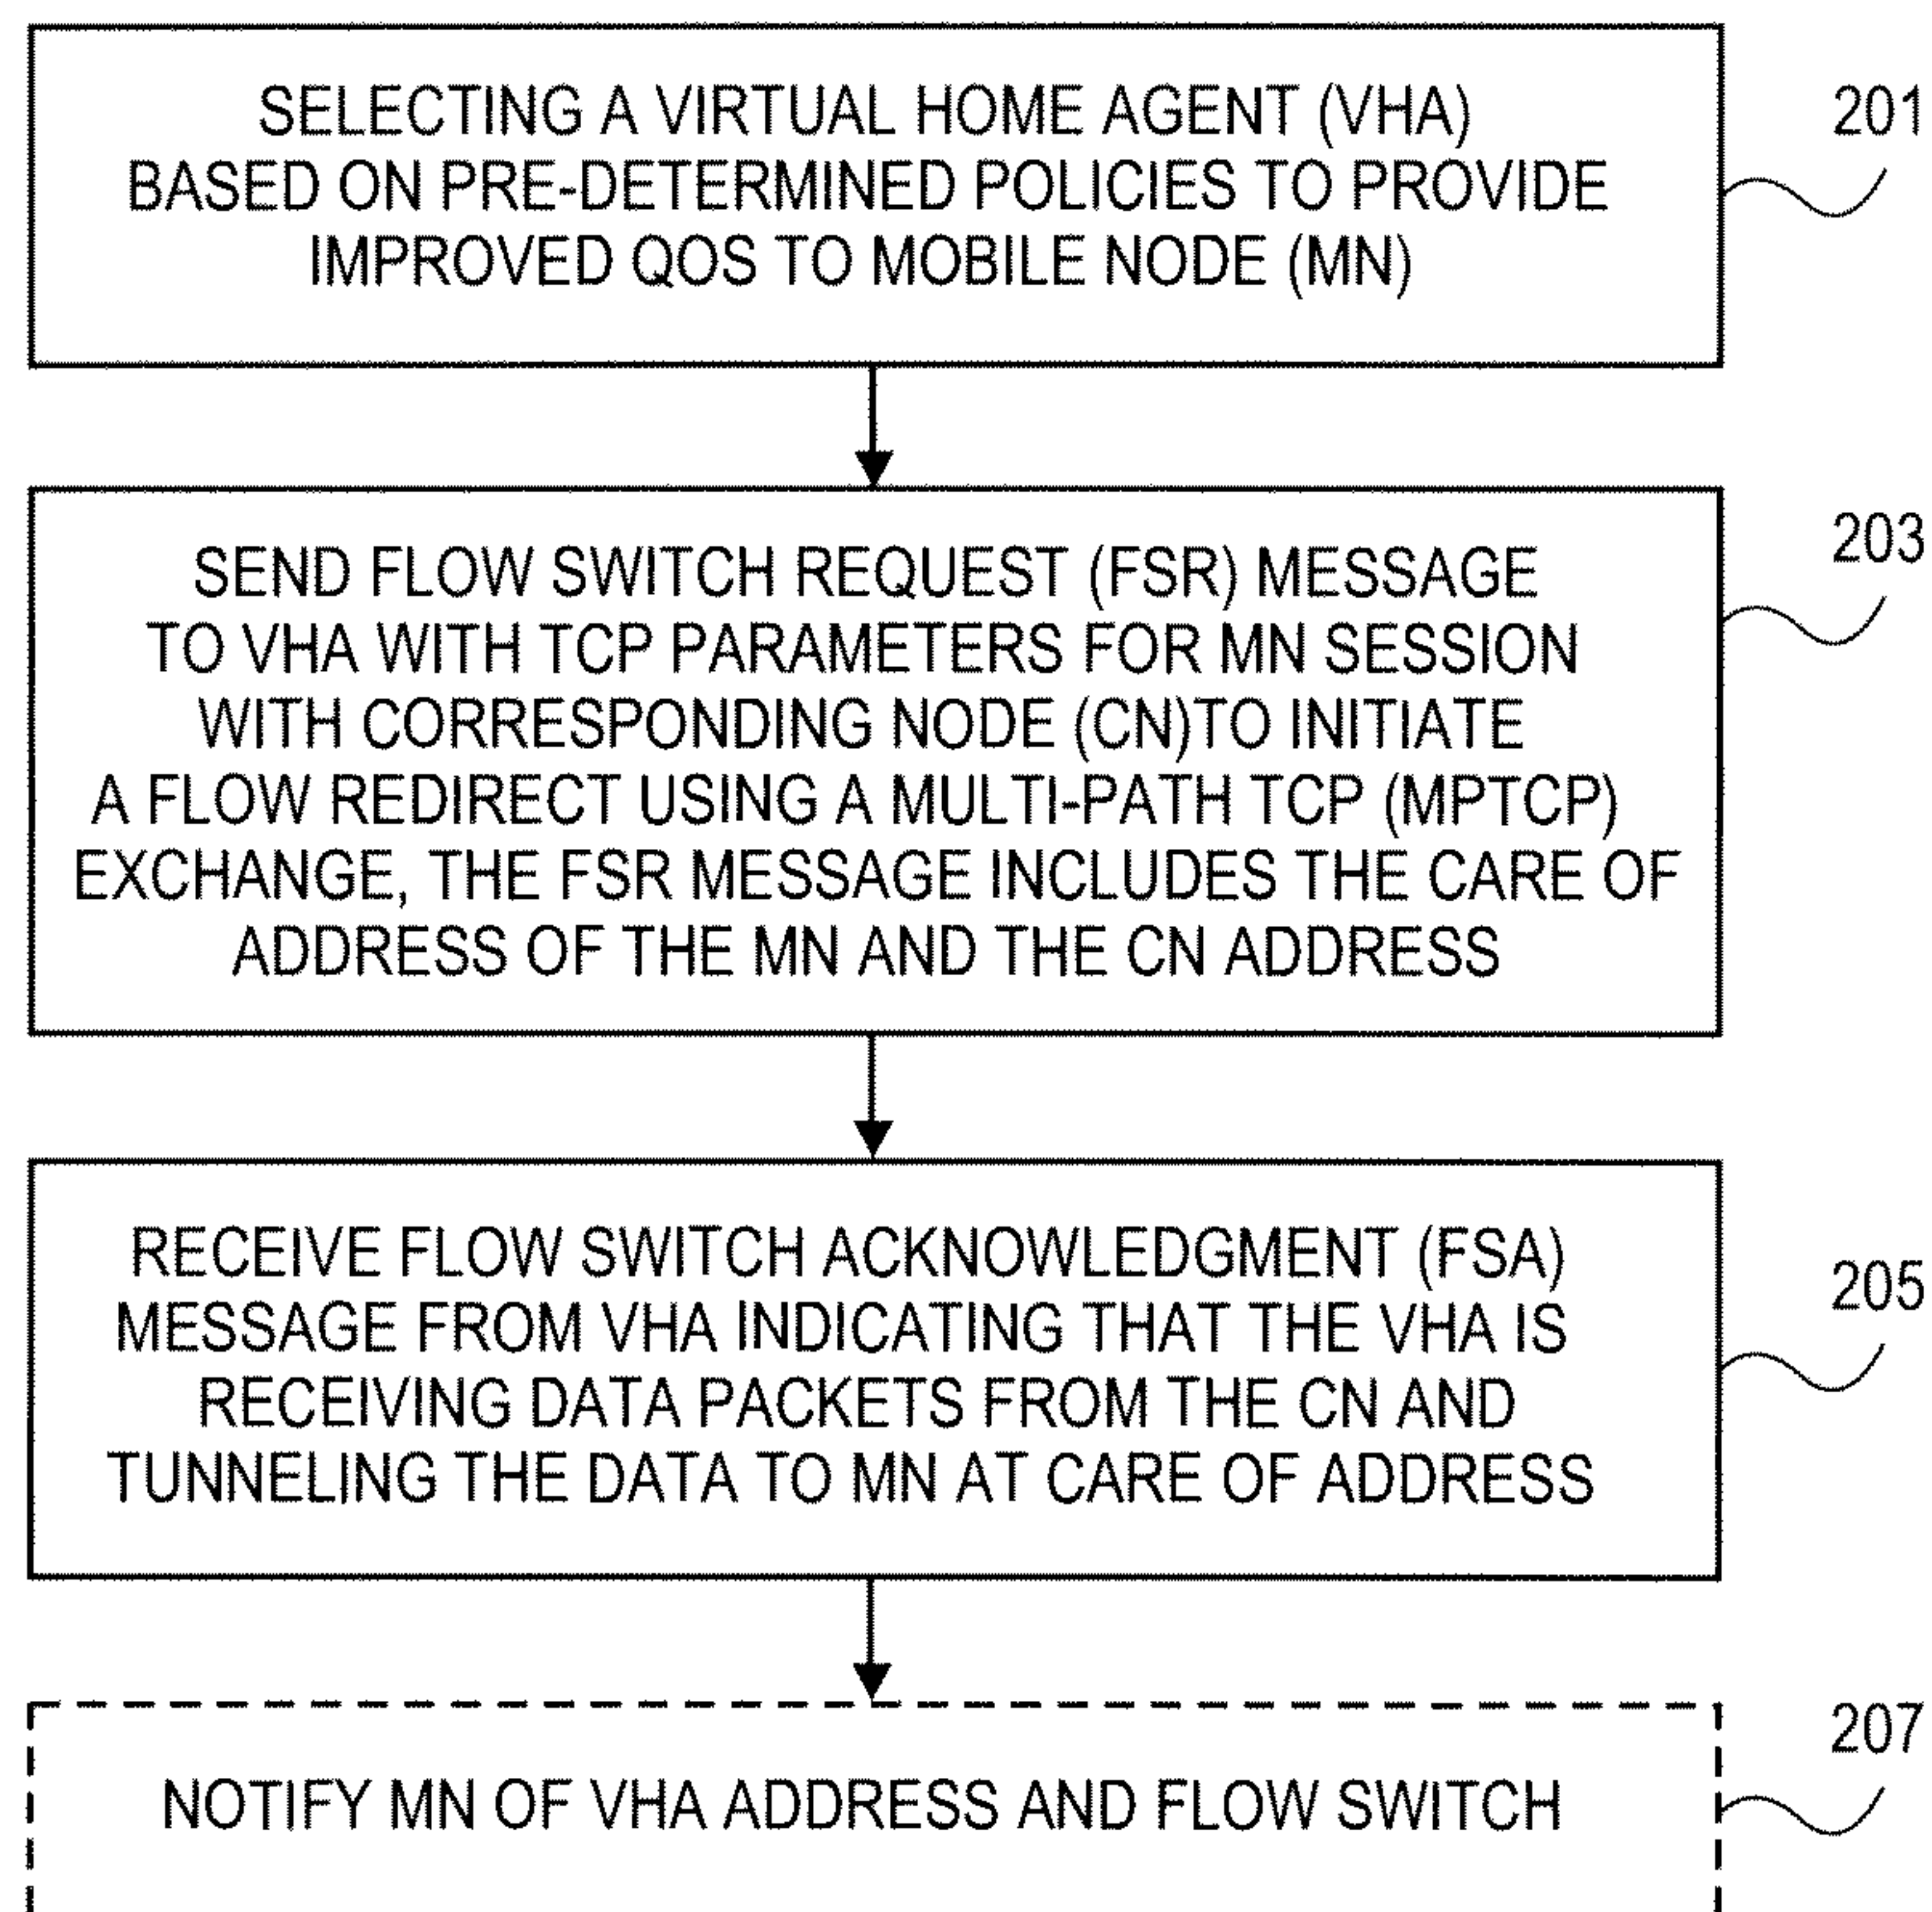 SELECTING A VIRTUAL HOME AGENT (VHA)
BASED ON PRE-DETERMINED POLICIES TO PROVIDE
IMPROVED QOS TO MOBILE NODE (MN)
201
SEND FLOW SWITCH REQUEST (FSR) MESSAGE
TO VHA WITH TCP PARAMETERS FOR MN SESSION
WITH CORRESPONDING NODE (CN)TO INITIATE
A FLOW REDIRECT USING A MULTI-PATH TCP (MPTCP)
EXCHANGE, THE FSR MESSAGE INCLUDES THE CARE OF
ADDRESS OF THE MN AND THE CN ADDRESS
203
RECEIVE FLOW SWITCH ACKNOWLEDGMENT (FSA)
MESSAGE FROM VHA INDICATING THAT THE VHA IS
RECEIVING DATA PACKETS FROM THE CN AND
TUNNELING THE DATA TO MN AT CARE OF ADDRESS
205
NOTIFY MN OF VHA ADDRESS AND FLOW SWITCH
207